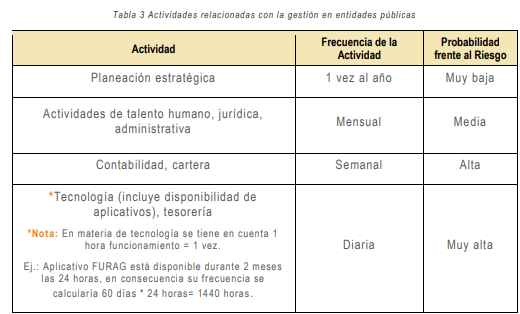 Tabla 3 Actividades relacionadas con la gestión en entidades públicas
Actividad
Frecuencia de la
Actividad
Probabilidad
frente al Riesgo
Planeación estratégica
1 vez al año
Muy baja
Actividades de talento humano, jurídica,
administrativa
Mensual
Media
Contabilidad, cartera
Semanal
Alta
*Tecnología (incluye disponibilidad de
aplicativos), tesorería
*Nota: En materia de tecnología se tiene en cuenta 1
hora funcionamiento = 1 vez.
Ej.: Aplicativo FURAG está disponible durante 2 meses
las 24 horas, en consecuencia su frecuencia se
calcularía 60 días * 24 horas= 1440 horas.
Diaria
Muy alta